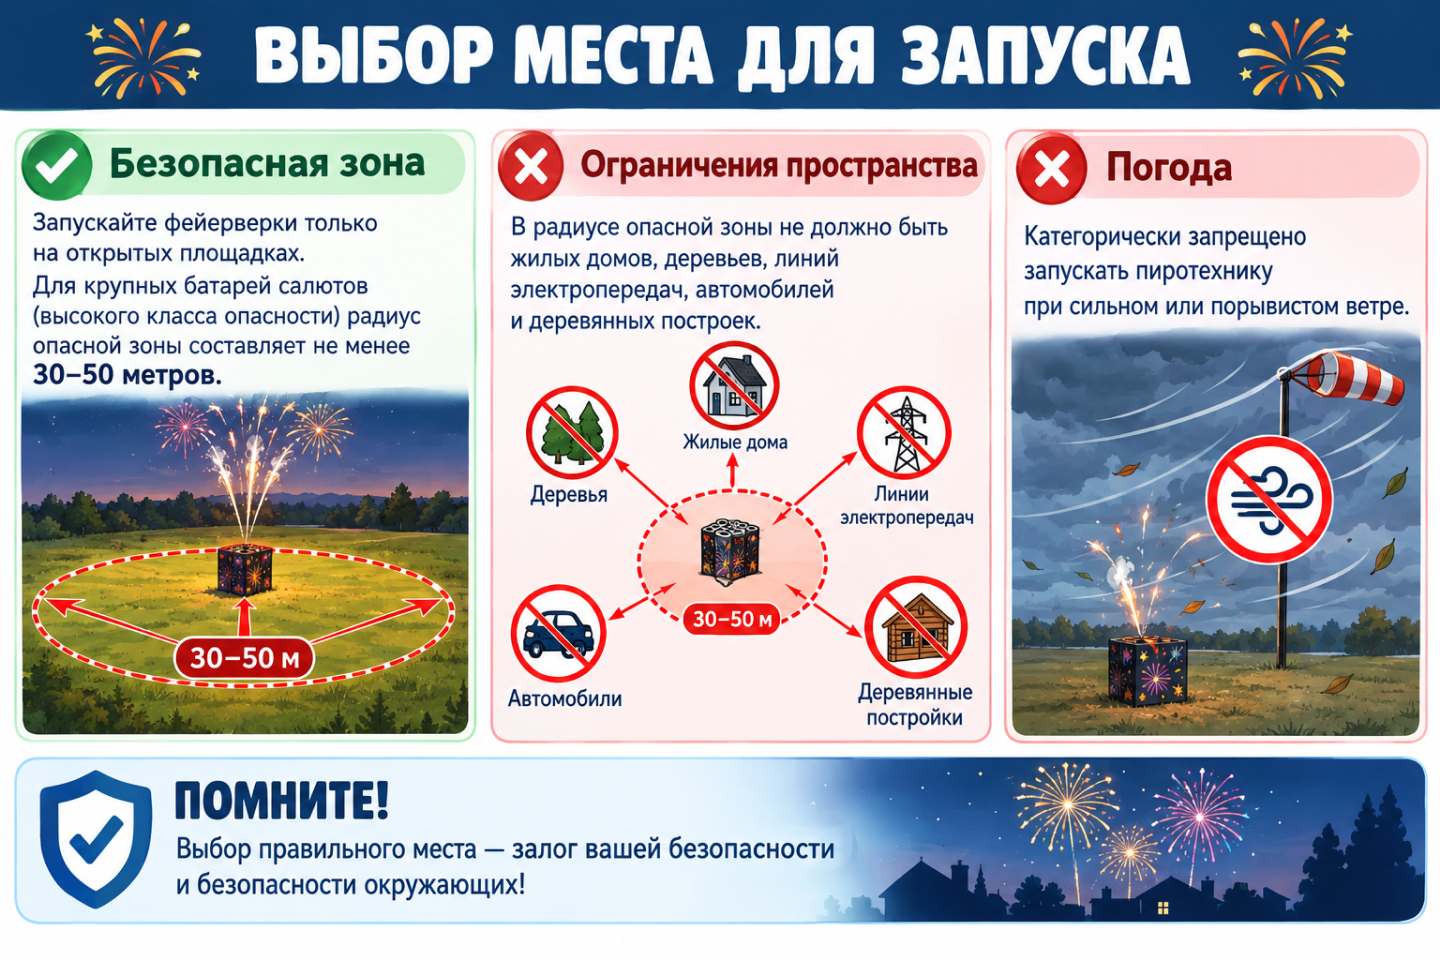 ВЫБОР МЕСТА ДЛЯ ЗАПУСКА
Безопасная зона
Запускайте фейерверки только
на открытых площадках.
Для крупных батарей салютов
(высокого класса опасности) радиус
опасной зоны составляет не менее
30–50 метров.
30–50 м
Ограничения пространства
В радиусе опасной зоны не должно быть
жилых домов, деревьев, линий
электропередач, автомобилей
и деревянных построек.
Жилые дома
Деревья
Линии
электропередач
30–50 м
Автомобили
Деревянные
постройки
Погода
Категорически запрещено
запускать пиротехнику
при сильном или порывистом ветре.
ПОМНИТЕ!
Выбор правильного места — залог вашей безопасности
и безопасности окружающих!